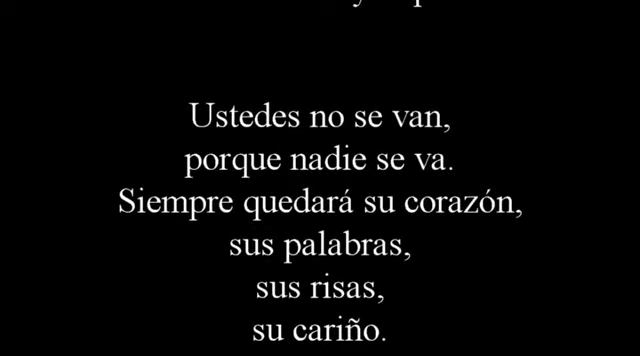 Ustedes no se van,
porque nadie se va.
Siempre quedará su corazón,
sus palabras,
sus risas,
su cariño.